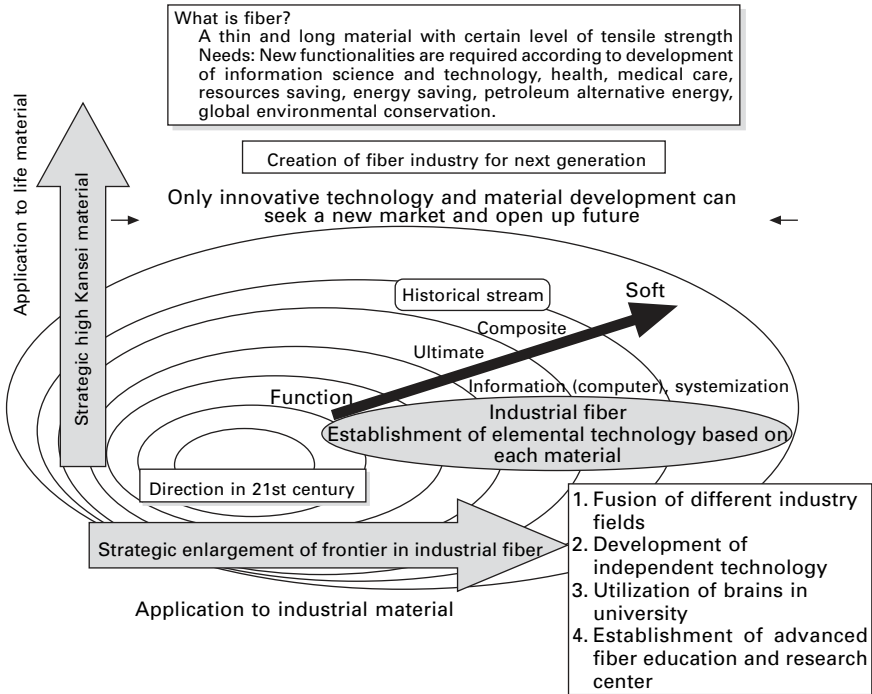 What is fiber?
A thin and long material with certain level of tensile strength
Needs: New functionalities are required according to development
of information science and technology, health, medical care,
resources saving, energy saving, petroleum alternative energy,
global environmental conservation.
Creation of fiber industry for next generation
Only innovative technology and material development can
seek a new market and open up future
Application to life material
Strategic high Kansei material
Historical stream
Soft
Composite
Ultimate
Function
Information (computer), systemization
Industrial fiber
Establishment of elemental technology based on
each material
Direction in 21st century
Strategic enlargement of frontier in industrial fiber
Application to industrial material
1. Fusion of different industry
fields
2. Development of
independent technology
3. Utilization of brains in
university
4. Establishment of advanced
fiber education and research
center